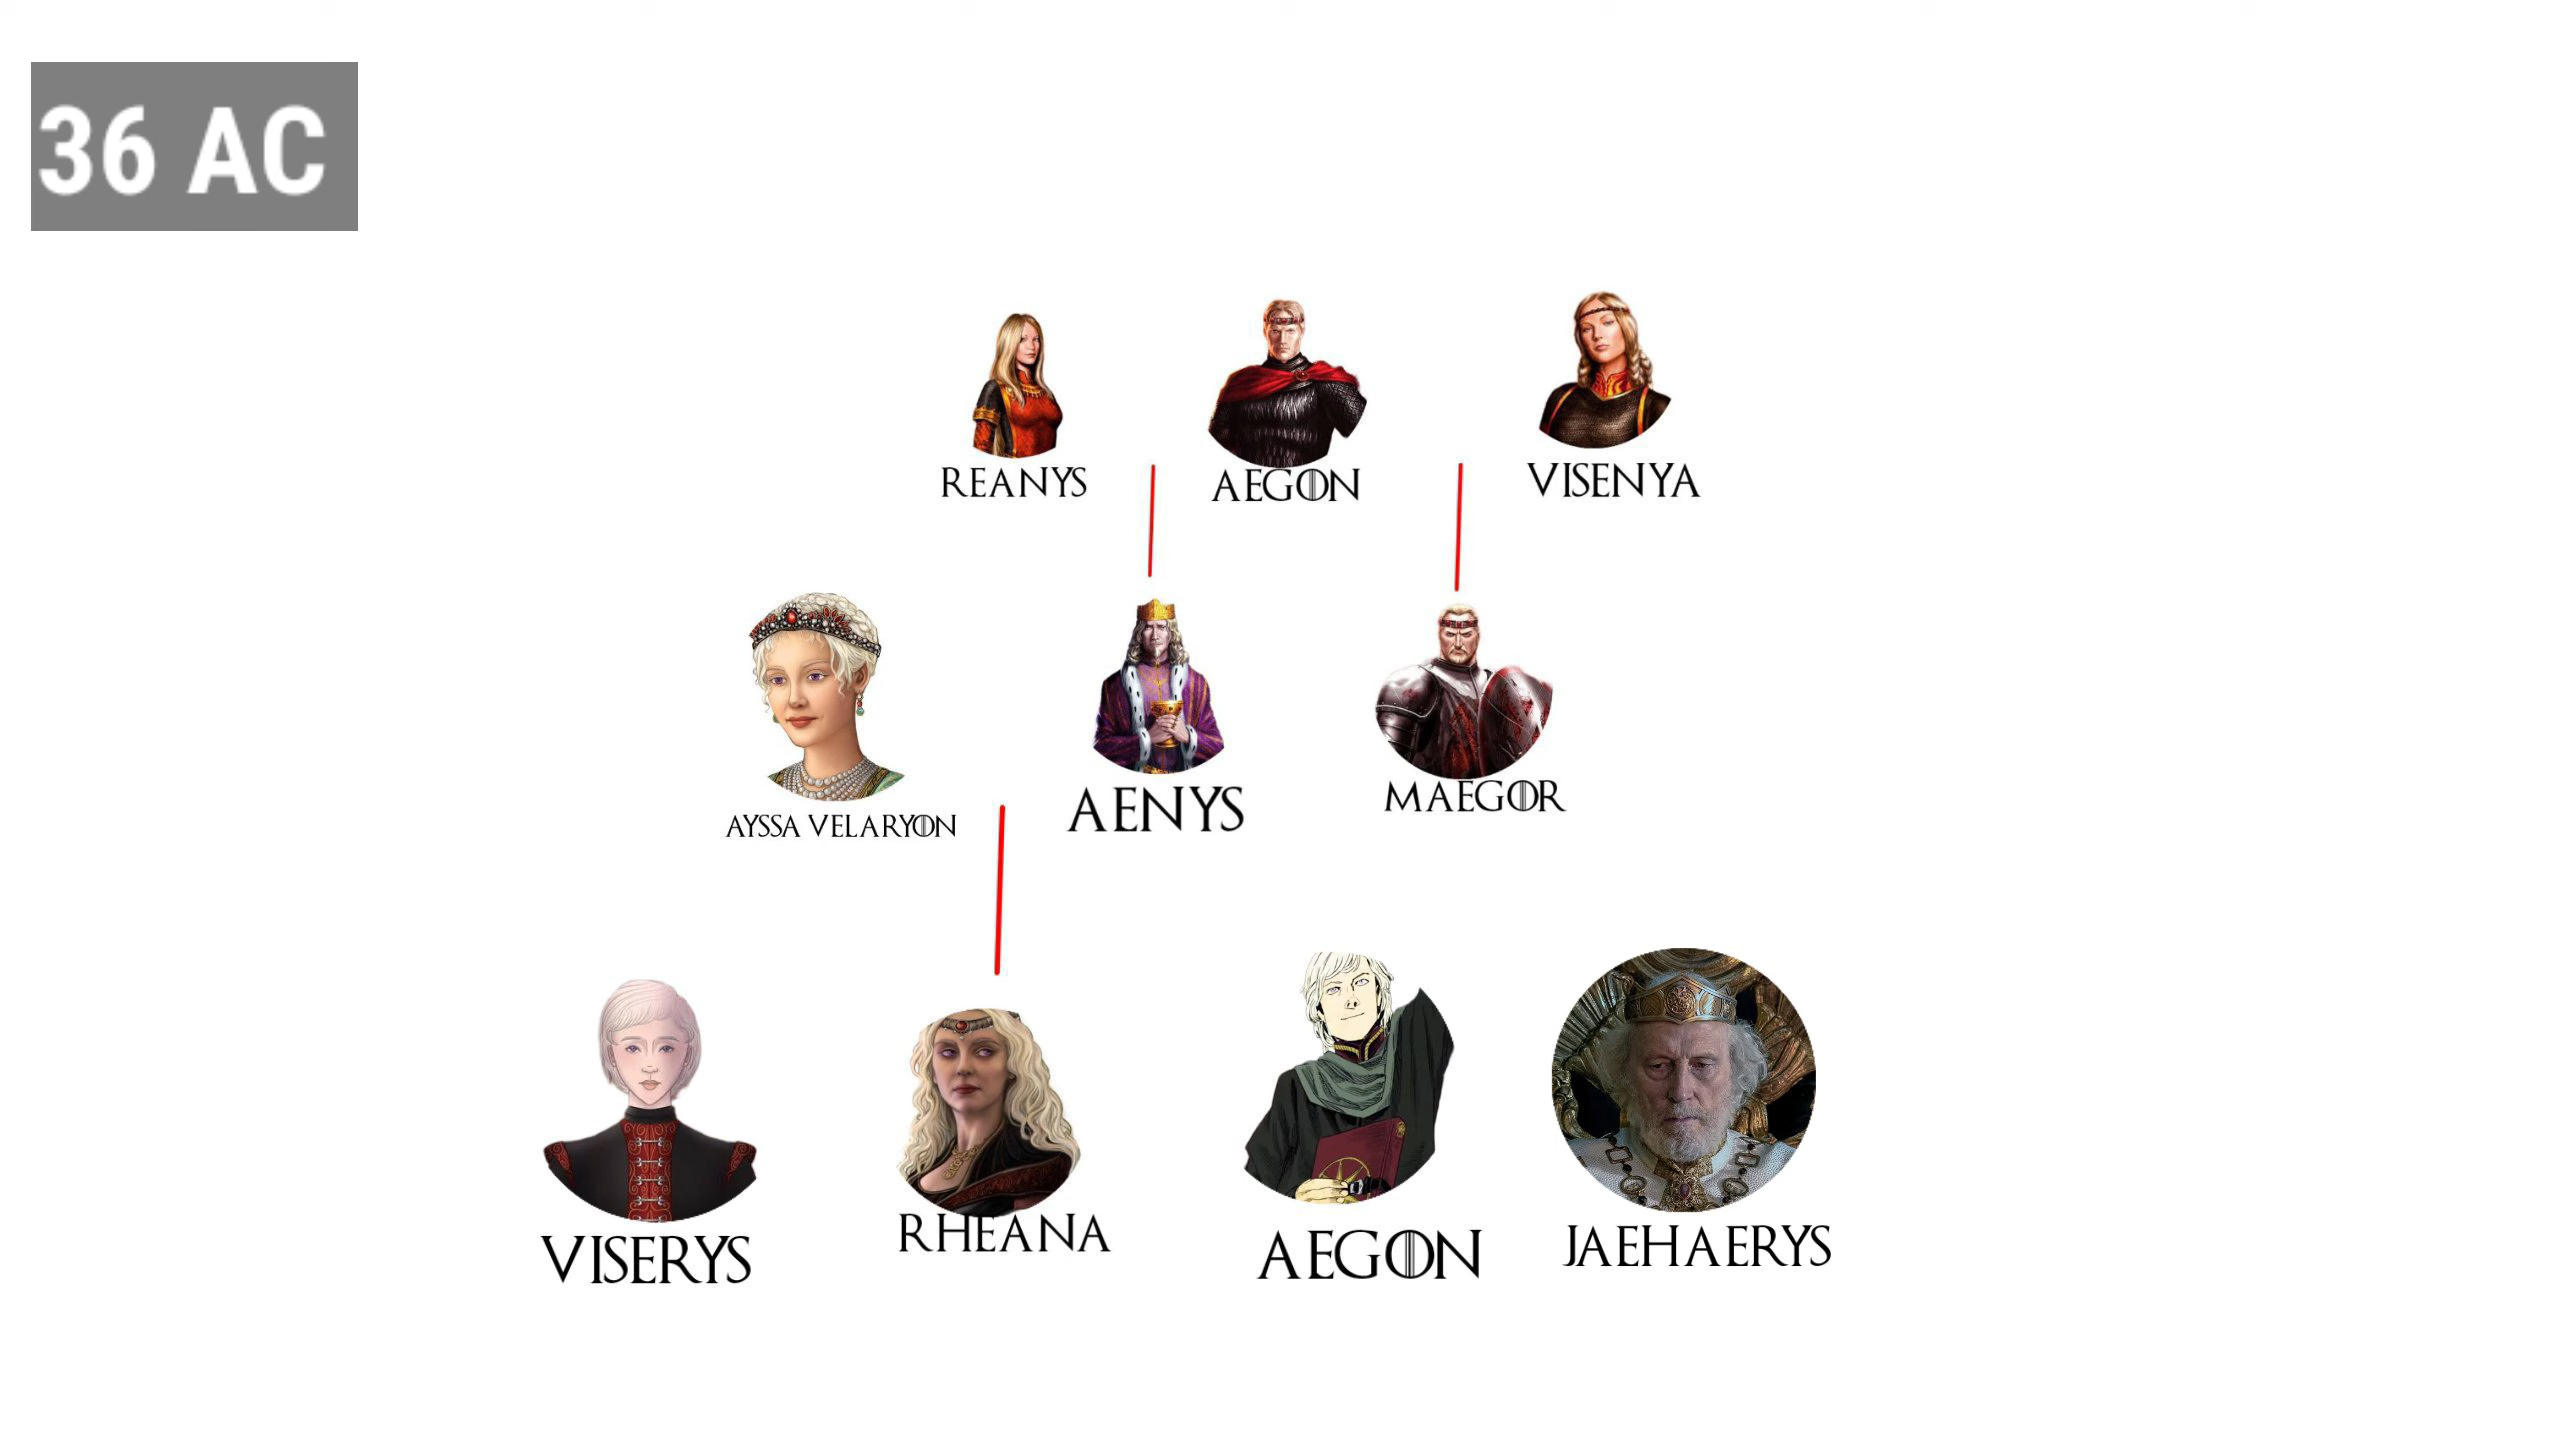 36 AC
REANYS
AEGON
VISENYA
AYSSA VELARYON
AENYS
MAEGOR
VISERYS
RHEANA
AEGON
JAEHAERYS